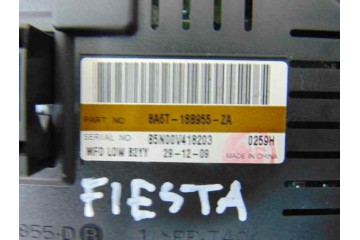 PART NO 8A6T-18B955-ZA
SERIAL NO B5N00V418203 0259H
MFD LOW B2YY 29-12-09 MADE IN CHINA
FIESTA